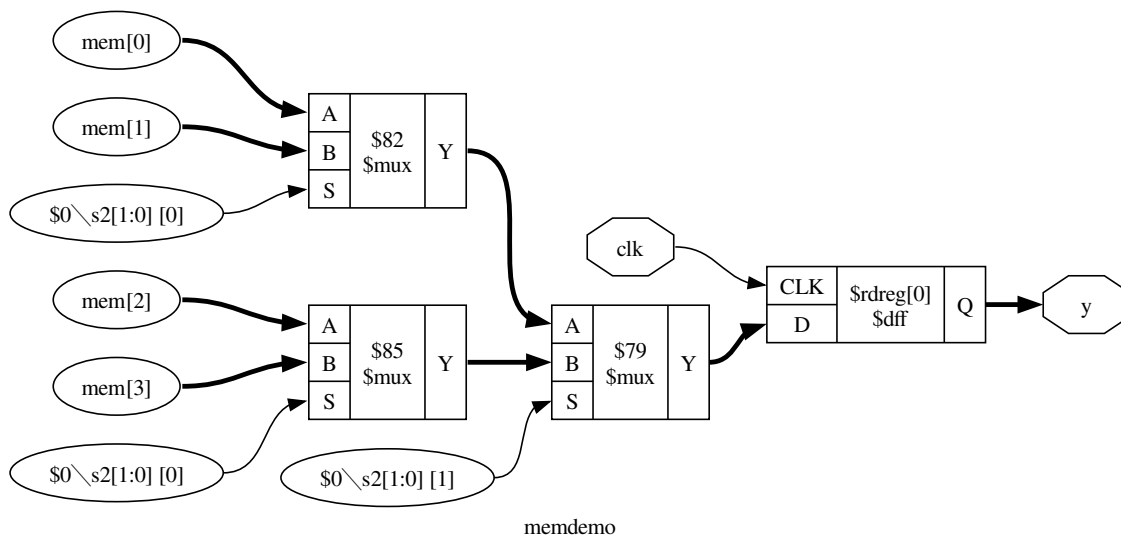 mem[0]
mem[1]
$0\s2[1:0] [0]
A
B
S
$82
$mux
Y
mem[2]
mem[3]
$0\s2[1:0] [0]
A
B
S
$85
$mux
Y
$0\s2[1:0] [1]
A
B
S
$79
$mux
Y
clk
CLK
D
$rdreg[0]
$dff
Q
y
memdemo